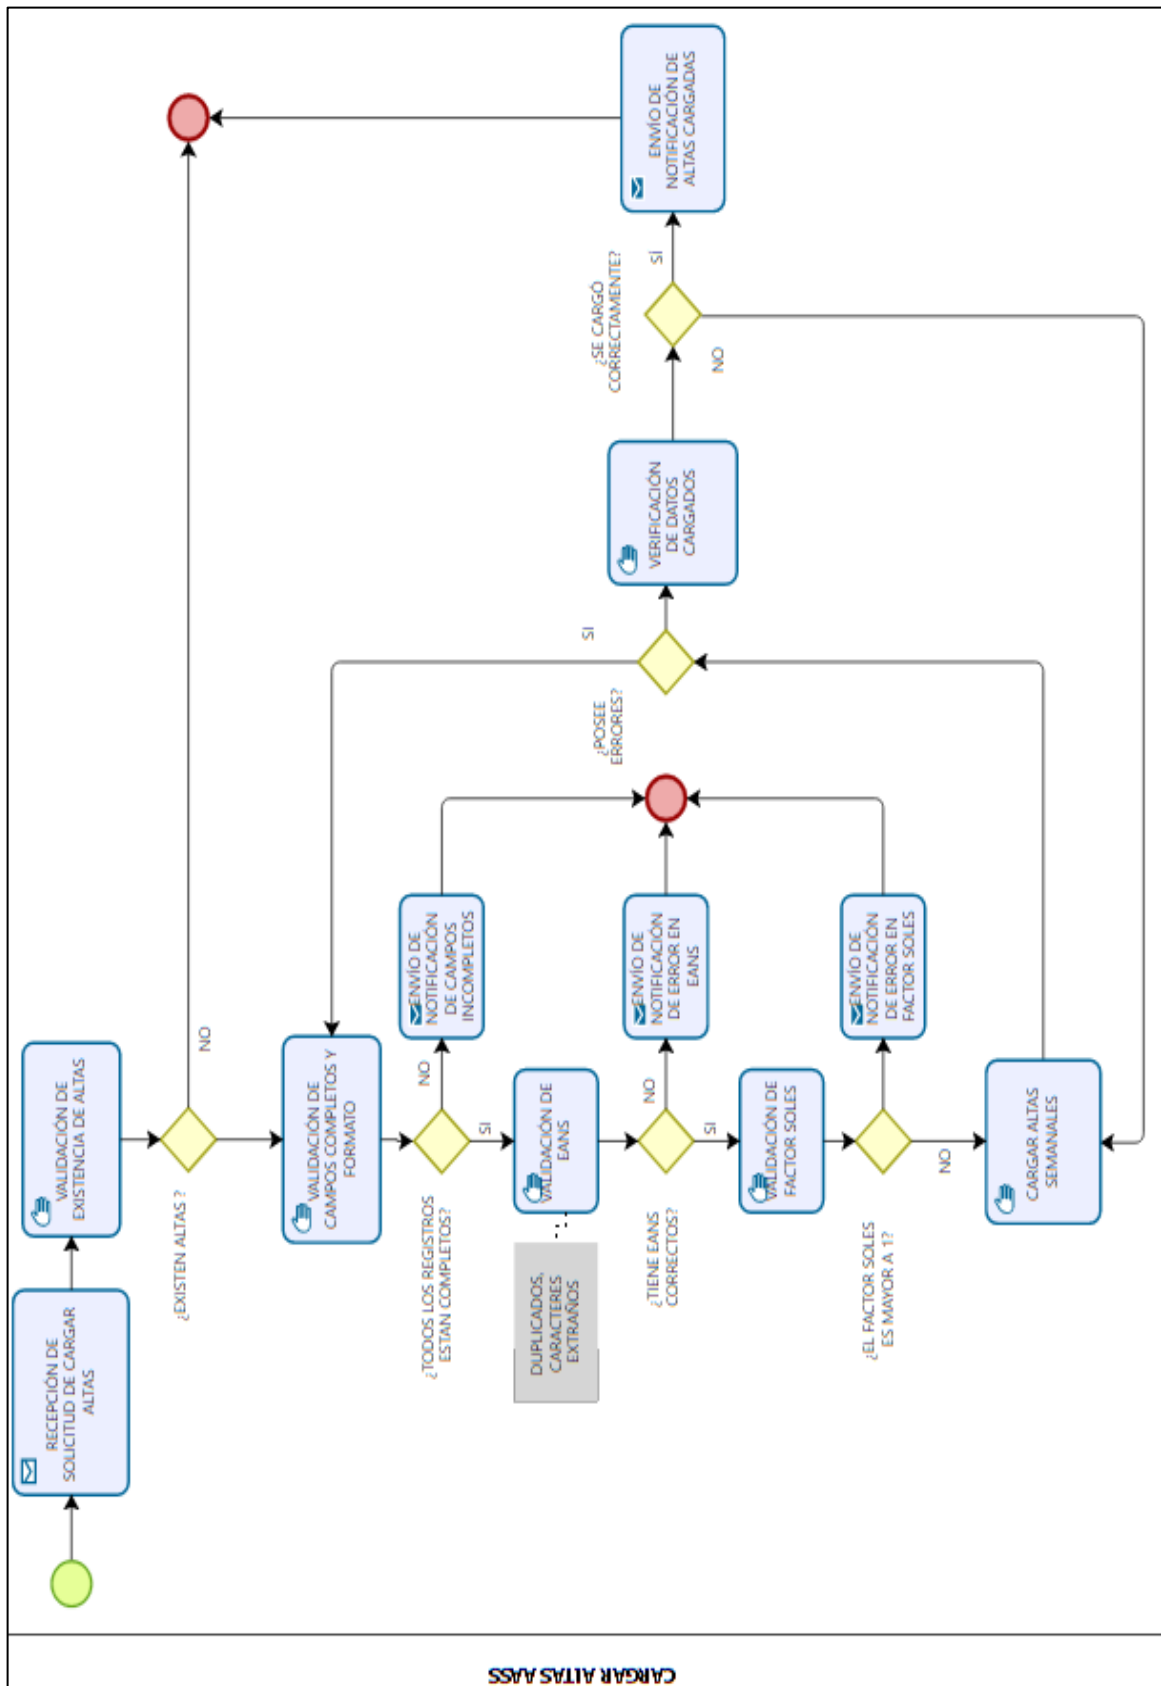 CARGAR ALTAS AASS
RECEPCIÓN DE
SOLICITUD DE CARGAR
ALTAS
VALIDACIÓN DE
EXISTENCIA DE ALTAS
¿EXISTEN ALTAS ?
NO
VALIDACIÓN DE
CAMPOS COMPLETOS Y
FORMATO
¿TODOS LOS REGISTROS
ESTAN COMPLETOS?
NO
ENVÍO DE
NOTIFICACIÓN
DE CAMPOS
INCOMPLETOS
SI
VALIDACIÓN DE
EANS
DUPLICADOS,
CARACTERES
EXTRAÑOS
¿TIENE EANS
CORRECTOS?
NO
ENVÍO DE
NOTIFICACIÓN
DE ERROR EN
EANS
SI
VALIDACIÓN DE
FACTOR SOLES
¿EL FACTOR SOLES
ES MAYOR A 1?
ENVÍO DE
NOTIFICACIÓN
DE ERROR EN
FACTOR SOLES
NO
CARGAR ALTAS
SEMANALES
¿POSEE
ERRORES?
SI
VERIFICACIÓN
DE DATOS
CARGADOS
¿SE CARGÓ
CORRECTAMENTE?
NO
SÍ
ENVÍO DE
NOTIFICACIÓN DE
ALTAS CARGADAS